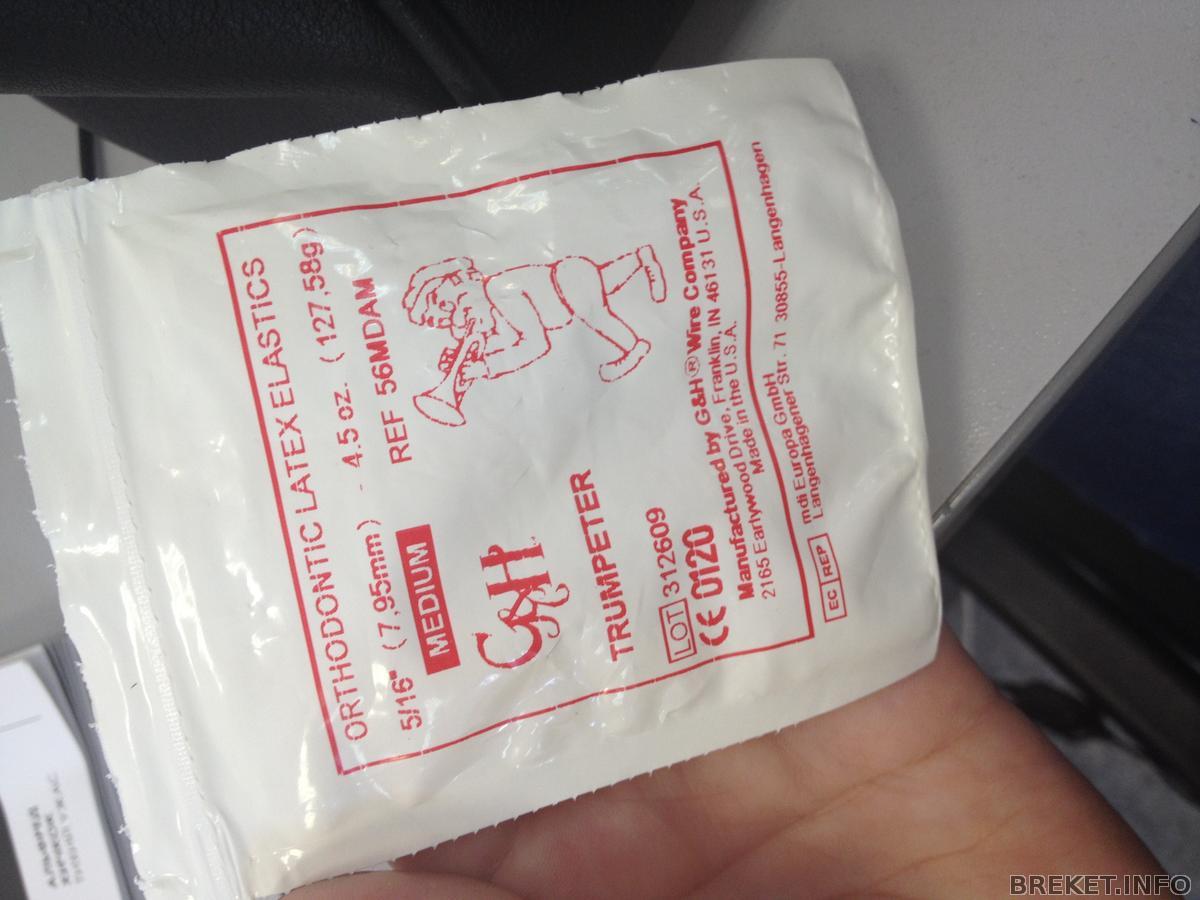 ORTHODONTIC LATEX ELASTICS
5/16" (7,95mm) - 4.5 oz. (127,58g)
MEDIUM
REF 56MDAM
G&H
TRUMPETER
LOT 312609
CE 0120
Manufactured by G&H® Wire Company
2165 Earlywood Drive, Franklin, IN 46131 U.S.A.
Made in the U.S.A.
EC REP
mdi Europa GmbH
Langenhagener Str. 71 30855-Langenhagen
BREKET.INFO